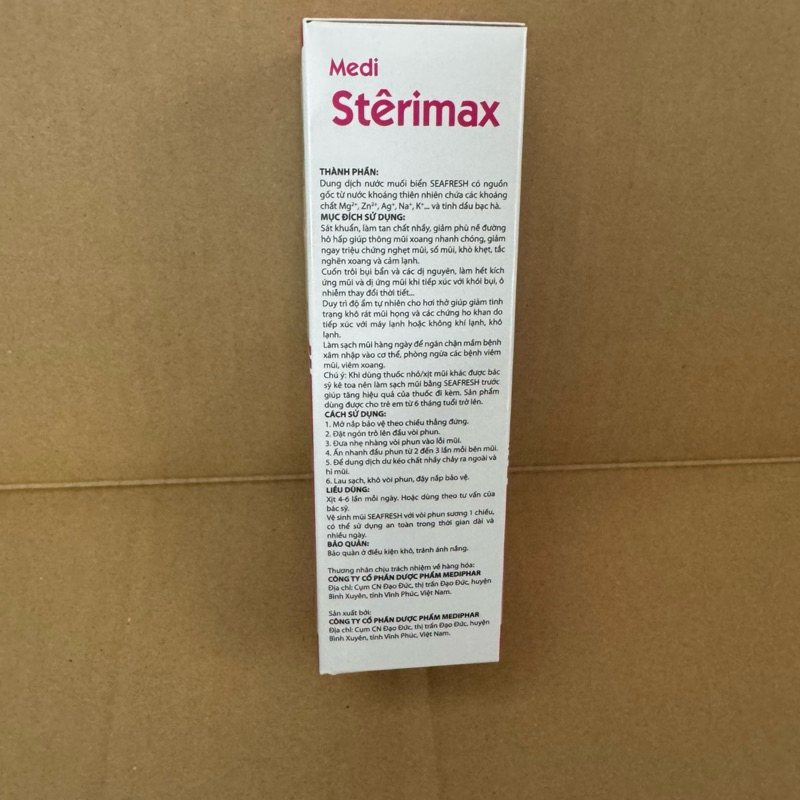 Medi
Stêrimax
THÀNH PHẦN:
Dung dịch nước muối biển SEAFRESH có nguồn
gốc từ nước khoáng thiên nhiên chứa các khoáng
chất Mg²⁺, Zn²⁺, Ag⁺, Na⁺, K⁺... và tinh dầu bạc hà.
MỤC ĐÍCH SỬ DỤNG:
Sát khuẩn, làm tan chất nhầy, giảm phù nề đường
hô hấp giúp thông mũi xoang nhanh chóng, giảm
ngay triệu chứng nghẹt mũi, sổ mũi, khò khẹt, tắc
nghẽn xoang và cảm lạnh.
Cuốn trôi bụi bẩn và các dị nguyên, làm hết kích
ứng mũi và dị ứng mũi khi tiếp xúc với khói bụi, ô
nhiễm thay đổi thời tiết...
Duy trì độ ẩm tự nhiên cho hơi thở giúp giảm tình
trạng khô rát mũi họng và các chứng ho khan do
tiếp xúc với máy lạnh hoặc không khí lạnh, khô
lạnh.
Làm sạch mũi hàng ngày để ngăn chặn mầm bệnh
xâm nhập vào cơ thể, phòng ngừa các bệnh viêm
mũi, viêm xoang.
Chú ý: Khi dùng thuốc nhỏ/xịt mũi khác được bác
sỹ kê toa nên làm sạch mũi bằng SEAFRESH trước
giúp tăng hiệu quả của thuốc đi kèm. Sản phẩm
dùng được cho trẻ em từ 6 tháng tuổi trở lên.
CÁCH SỬ DỤNG:
1. Mở nắp bảo vệ theo chiều thẳng đứng.
2. Đặt ngón trỏ lên đầu vòi phun.
3. Đưa nhẹ nhàng vòi phun vào lỗ mũi.
4. Ấn nhanh đầu phun từ 2 đến 3 lần mỗi bên mũi.
5. Để dung dịch dư kéo chất nhầy chảy ra ngoài và
hỉ mũi.
6. Lau sạch, khô vòi phun, đậy nắp bảo vệ.
LIỀU DÙNG:
Xịt 4-6 lần mỗi ngày. Hoặc dùng theo tư vấn của
bác sỹ.
Vệ sinh mũi SEAFRESH với vòi phun sương 1 chiều,
có thể sử dụng an toàn trong thời gian dài và
nhiều ngày.
BẢO QUẢN:
Bảo quản ở điều kiện khô, tránh ánh nắng.
Thương nhân chịu trách nhiệm về hàng hóa:
CÔNG TY CỔ PHẦN DƯỢC PHẨM MEDIPHAR
Địa chỉ: Cụm CN Đạo Đức, thị trấn Đạo Đức, huyện
Bình Xuyên, tỉnh Vĩnh Phúc, Việt Nam.
Sản xuất bởi:
CÔNG TY CỔ PHẦN DƯỢC PHẨM MEDIPHAR
Địa chỉ: Cụm CN Đạo Đức, thị trấn Đạo Đức, huyện
Bình Xuyên, tỉnh Vĩnh Phúc, Việt Nam.